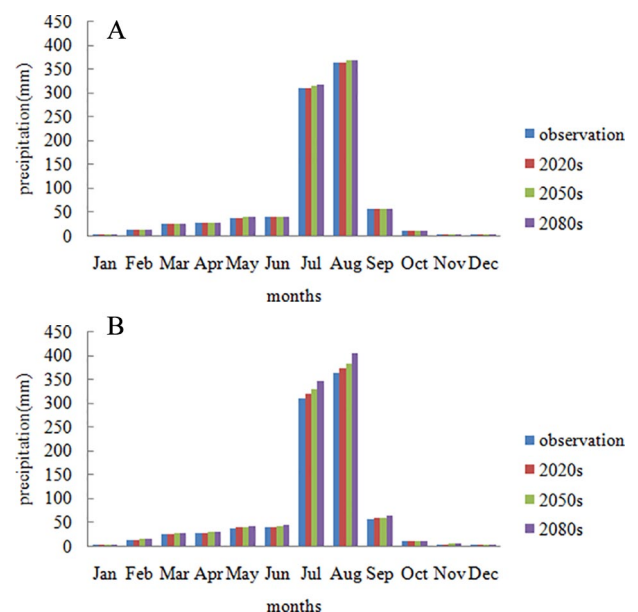 A
450
400
350
300
250
200
150
100
50
0
precipitation(mm)
Jan Feb Mar Apr May Jun Jul Aug Sep Oct Nov Dec
months
observation
2020s
2050s
2080s
B
450
400
350
300
250
200
150
100
50
0
precipitation(mm)
Jan Feb Mar Apr May Jun Jul Aug Sep Oct Nov Dec
months
observation
2020s
2050s
2080s